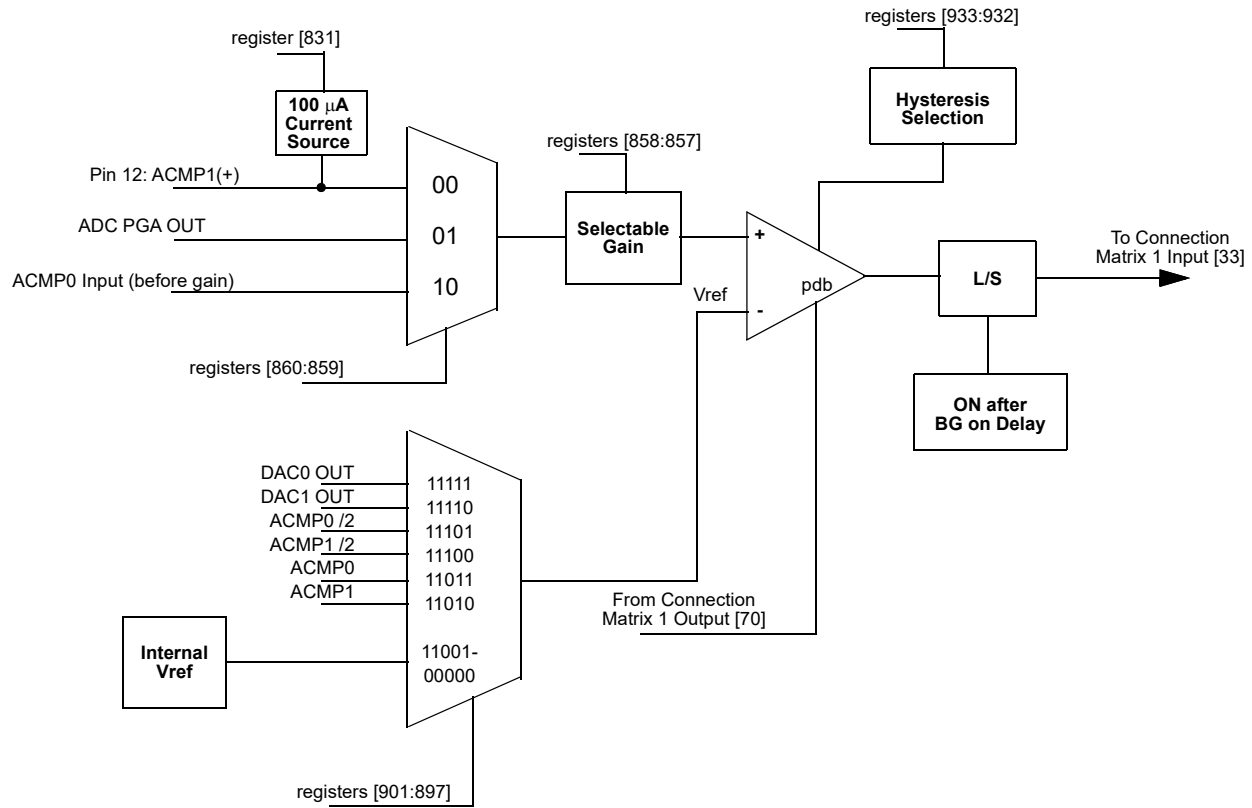 registers [933:932]
register [831]
100 μA
Current
Source
Hysteresis
Selection
registers [858:857]
Pin 12: ACMP1(+)
00
ADC PGA OUT
01
Selectable
Gain
+
To Connection
Matrix 1 Input [33]
ACMP0 Input (before gain)
10
Vref
pdb
-
L/S
registers [860:859]
ON after
BG on Delay
DAC0 OUT
11111
DAC1 OUT
11110
ACMP0 /2
11101
ACMP1 /2
11100
ACMP0
11011
ACMP1
11010
From Connection
Matrix 1 Output [70]
Internal
Vref
11001-
00000
registers [901:897]